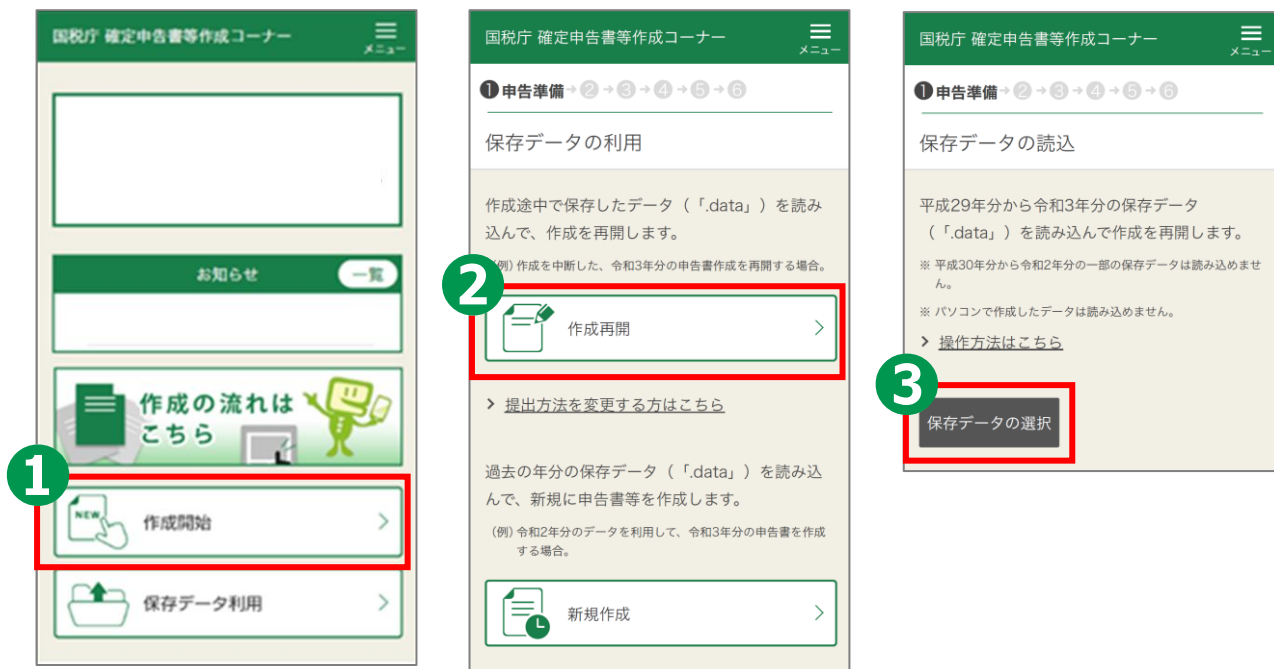 国税庁 確定申告書等作成コーナー
メニュー
お知らせ
一覧
作成の流れは
こちら
1
NEW
作成開始
保存データ利用
国税庁 確定申告書等作成コーナー
メニュー
❶申告準備→②→③→④→⑤→⑥
保存データの利用
作成途中で保存したデータ(「.data」)を読み
込んで、作成を再開します。
例) 作成を中断した、令和3年分の申告書作成を再開する場合。
2
作成再開
提出方法を変更する方はこちら
過去の年分の保存データ(「.data」)を読み込
んで、新規に申告書等を作成します。
(例) 令和2年分のデータを利用して、令和3年分の申告書を作成
する場合。
新規作成
国税庁 確定申告書等作成コーナー
メニュー
❶申告準備→②→③→④→⑤→⑥
保存データの読込
平成29年分から令和3年分の保存データ
(「.data」)を読み込んで作成を再開します。
※ 平成30年分から令和2年分の一部の保存データは読み込めませ
ん。
※ パソコンで作成したデータは読み込めません。
操作方法はこちら
3
保存データの選択